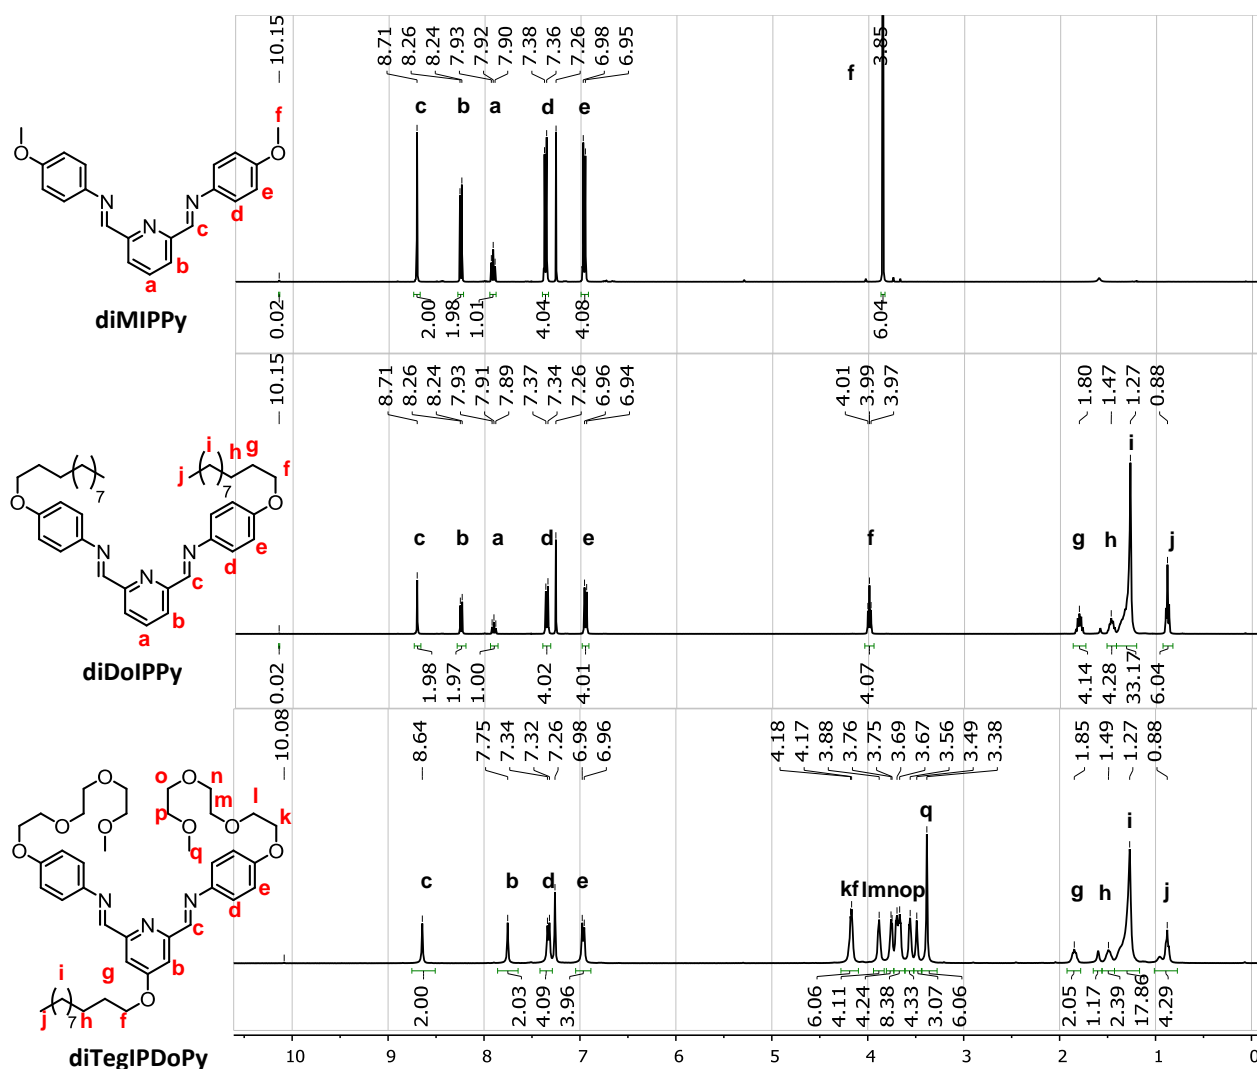 10.15 8.71 8.26 8.24 7.93 7.92 7.90 7.38 7.36 7.26 6.98 6.95 3.85
c b a d e f
f
O O
N N N
e
d
c
b
a
diMIPPy
0.02 2.00 1.98 1.01 4.04 4.08 6.04
10.15 8.71 8.26 8.24 7.93 7.91 7.89 7.37 7.34 7.26 6.96 6.94 4.01 3.99 3.97 1.80 1.47 1.27 0.88
c b a d e f g h i j
i h g
j f
7 7
O O
N N N
e
d
c
b
a
diDoIPPy
0.02 1.98 1.97 1.00 4.02 4.01 4.07 4.14 4.28 33.17 6.04
10.08 8.64 7.75 7.34 7.32 7.26 6.98 6.96 4.18 4.17 3.88 3.76 3.75 3.69 3.67 3.56 3.49 3.38 1.85 1.49 1.27 0.88
c b d e kf lmnop q g h i j
O O o n
O O p m l k
O O q
O O
N N N
e
d
c
g b
i
O
j 7 h f
diTegIPDoPy
2.00 2.03 4.09 3.96 6.06 4.11 4.24 8.38 4.33 3.07 6.06 2.05 1.17 2.39 17.86 4.29
10 9 8 7 6 5 4 3 2 1 0